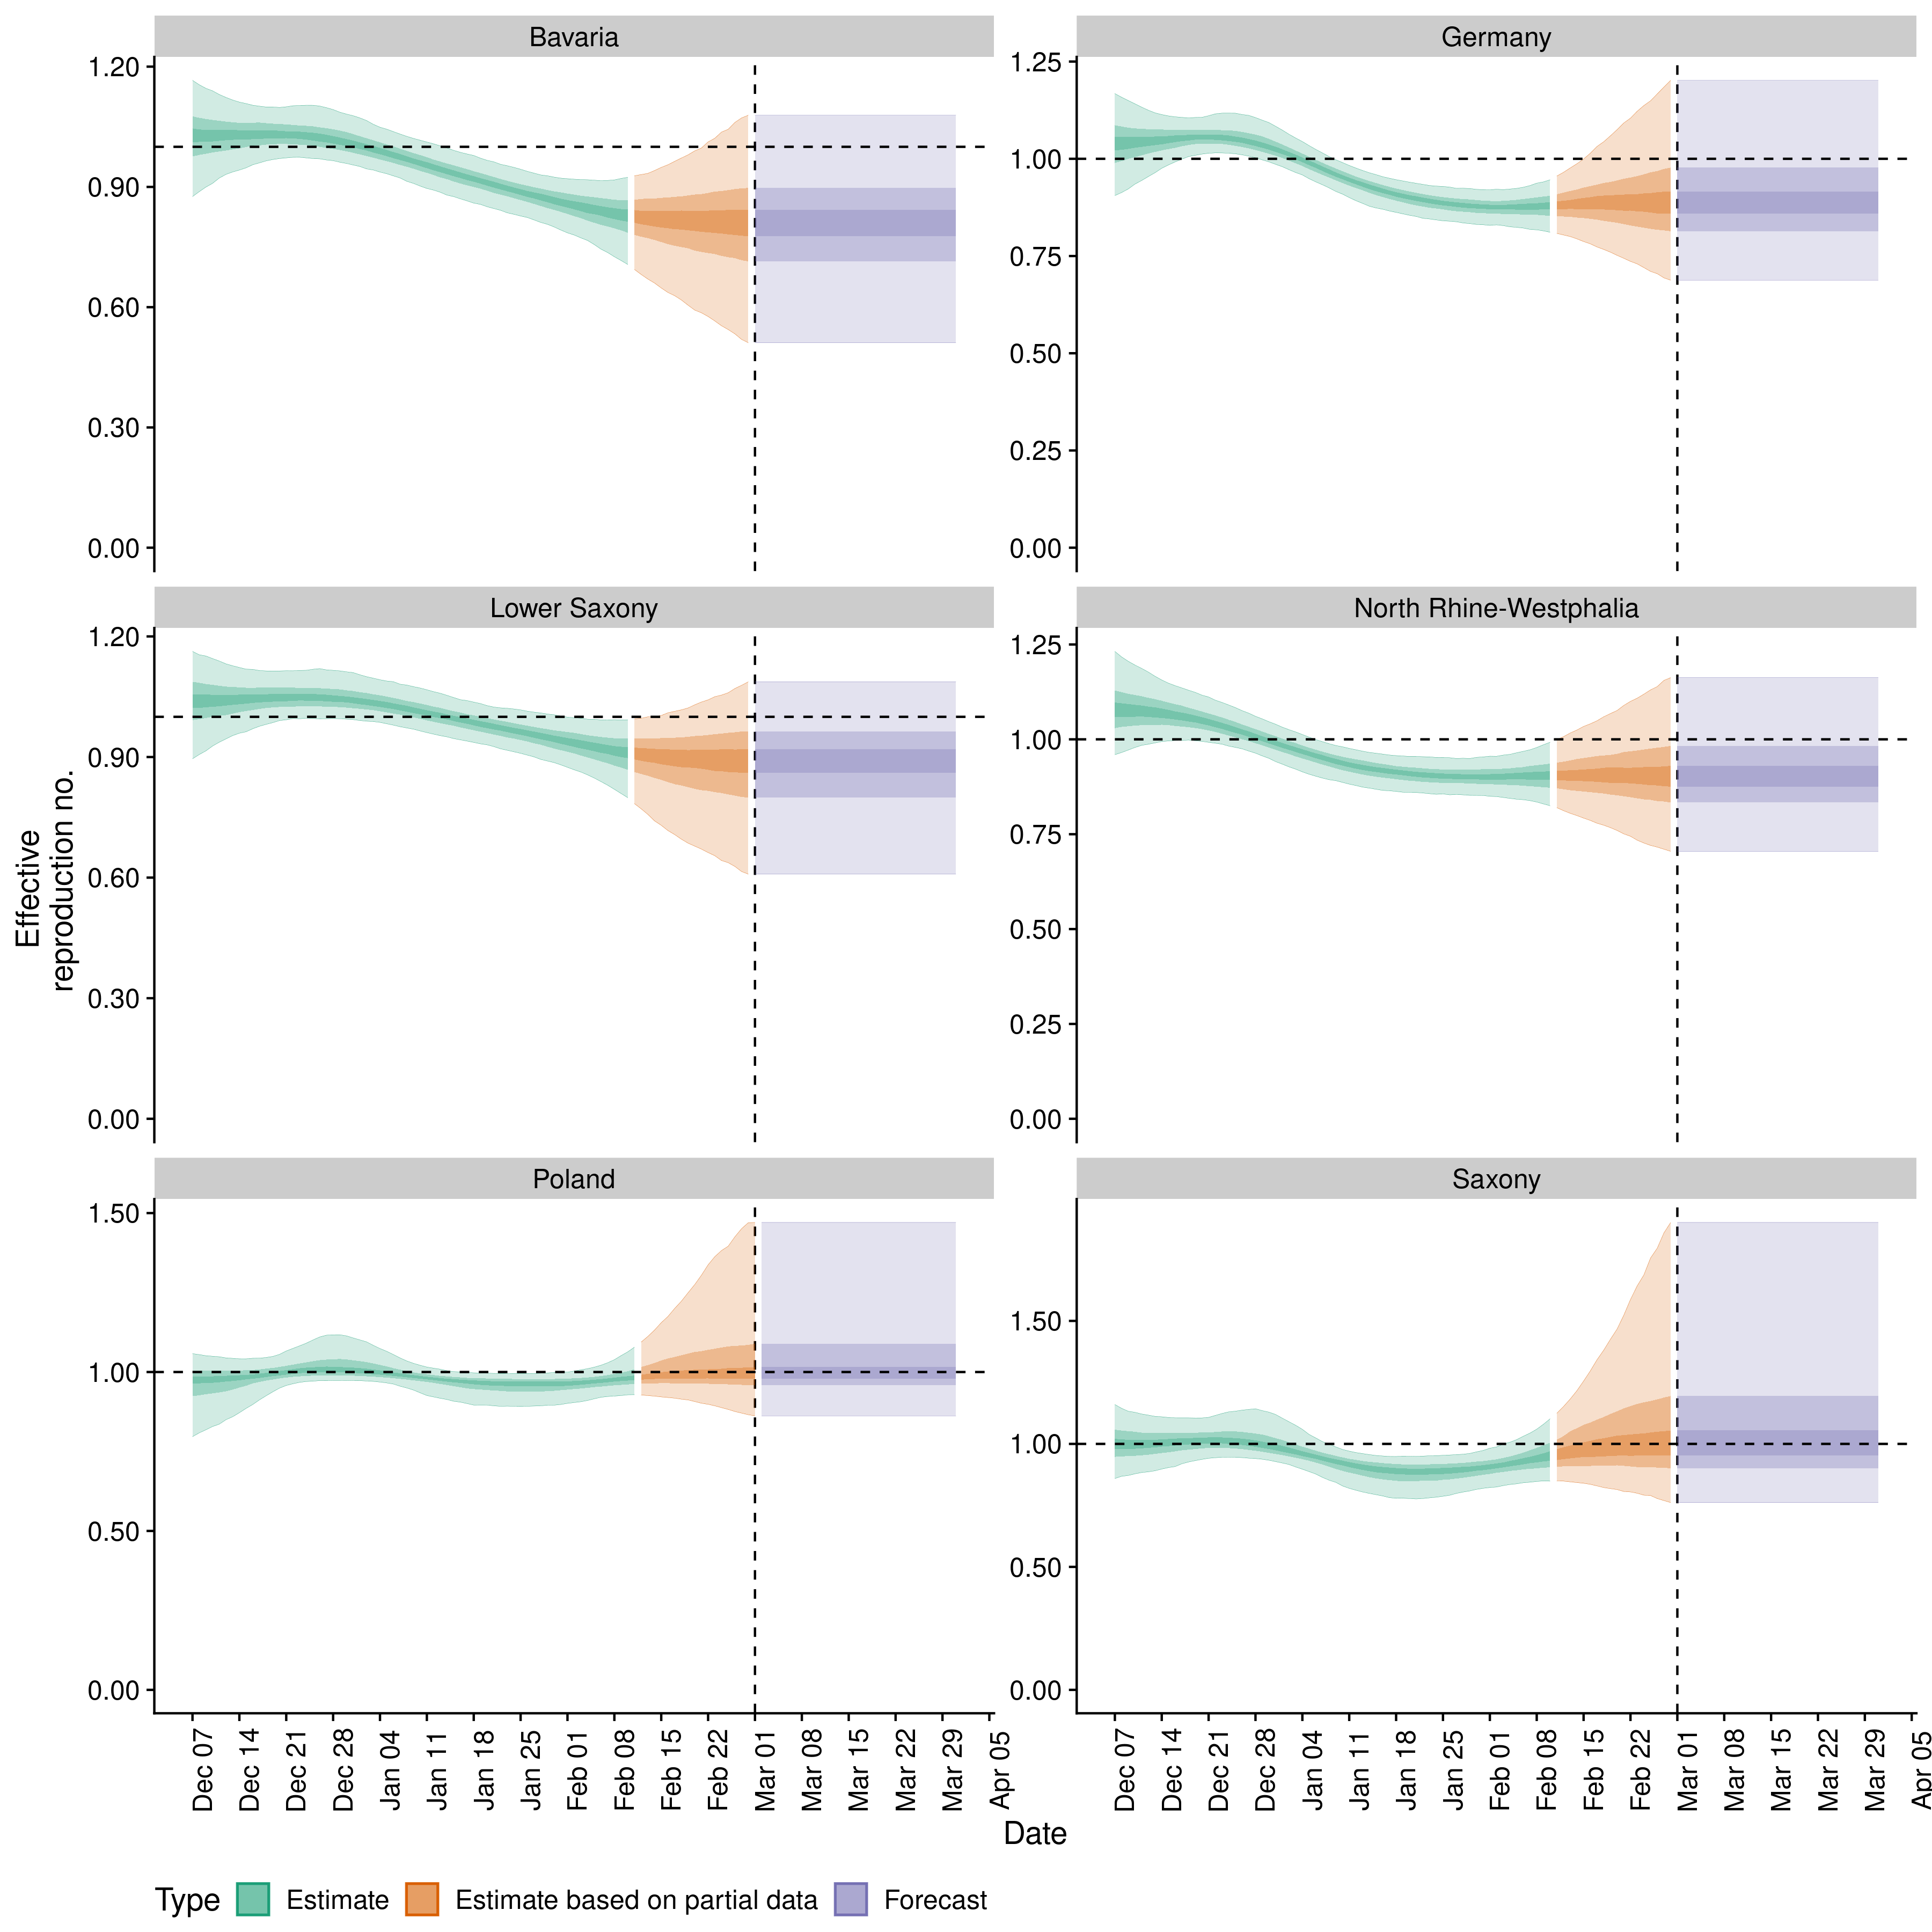 Bavaria
Germany
1.20
0.90
0.60
0.30
0.00
1.25
1.00
0.75
0.50
0.25
0.00
Lower Saxony
North Rhine-Westphalia
1.20
0.90
0.60
0.30
0.00
1.25
1.00
0.75
0.50
0.25
0.00
Effective
reproduction no.
Poland
Saxony
1.50
1.00
0.50
0.00
1.50
1.00
0.50
0.00
Dec 07
Dec 14
Dec 21
Dec 28
Jan 04
Jan 11
Jan 18
Jan 25
Feb 01
Feb 08
Feb 15
Feb 22
Mar 01
Mar 08
Mar 15
Mar 22
Mar 29
Apr 05
Dec 07
Dec 14
Dec 21
Dec 28
Jan 04
Jan 11
Jan 18
Jan 25
Feb 01
Feb 08
Feb 15
Feb 22
Mar 01
Mar 08
Mar 15
Mar 22
Mar 29
Apr 05
Date
Type Estimate Estimate based on partial data Forecast